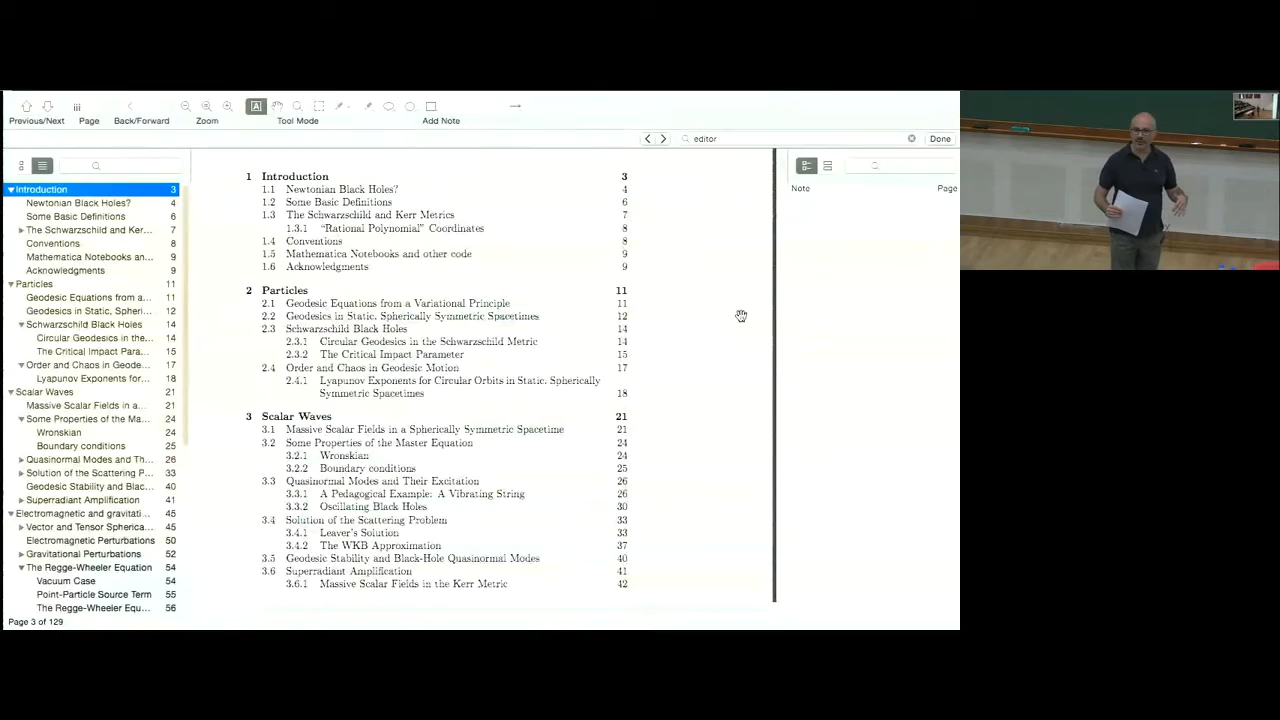 Previous/Next
Page
Back/Forward
Zoom
Tool Mode
Add Note
editor
Done
Introduction 3
Newtonian Black Holes? 4
Some Basic Definitions 6
The Schwarzschild and Ker... 7
Conventions 8
Mathematica Notebooks an... 9
Acknowledgments 9
Particles 11
Geodesic Equations from a... 11
Geodesics in Static, Spheri... 12
Schwarzschild Black Holes 14
Circular Geodesics in the... 14
The Critical Impact Para... 15
Order and Chaos in Geodesi... 17
Lyapunov Exponents for... 18
Scalar Waves 21
Massive Scalar Fields in a... 21
Some Properties of the Ma... 24
Wronskian 24
Boundary conditions 25
Quasinormal Modes and Th... 26
Solution of the Scattering P... 33
Geodesic Stability and Blac... 40
Superradiant Amplification 41
Electromagnetic and gravitati... 45
Vector and Tensor Spherica... 45
Electromagnetic Perturbations 50
Gravitational Perturbations 52
The Regge-Wheeler Equation 54
Vacuum Case 54
Point-Particle Source Term 55
The Regge-Wheeler Equ... 56
Page 3 of 129
1 Introduction 3
1.1 Newtonian Black Holes? 4
1.2 Some Basic Definitions 6
1.3 The Schwarzschild and Kerr Metrics 7
1.3.1 “Rational Polynomial” Coordinates 8
1.4 Conventions 8
1.5 Mathematica Notebooks and other code 9
1.6 Acknowledgments 9
2 Particles 11
2.1 Geodesic Equations from a Variational Principle 11
2.2 Geodesics in Static, Spherically Symmetric Spacetimes 12
2.3 Schwarzschild Black Holes 14
2.3.1 Circular Geodesics in the Schwarzschild Metric 14
2.3.2 The Critical Impact Parameter 15
2.4 Order and Chaos in Geodesic Motion 17
2.4.1 Lyapunov Exponents for Circular Orbits in Static, Spherically
Symmetric Spacetimes 18
3 Scalar Waves 21
3.1 Massive Scalar Fields in a Spherically Symmetric Spacetime 21
3.2 Some Properties of the Master Equation 24
3.2.1 Wronskian 24
3.2.2 Boundary conditions 25
3.3 Quasinormal Modes and Their Excitation 26
3.3.1 A Pedagogical Example: A Vibrating String 26
3.3.2 Oscillating Black Holes 30
3.4 Solution of the Scattering Problem 33
3.4.1 Leaver's Solution 33
3.4.2 The WKB Approximation 37
3.5 Geodesic Stability and Black-Hole Quasinormal Modes 40
3.6 Superradiant Amplification 41
3.6.1 Massive Scalar Fields in the Kerr Metric 42
Note
Page